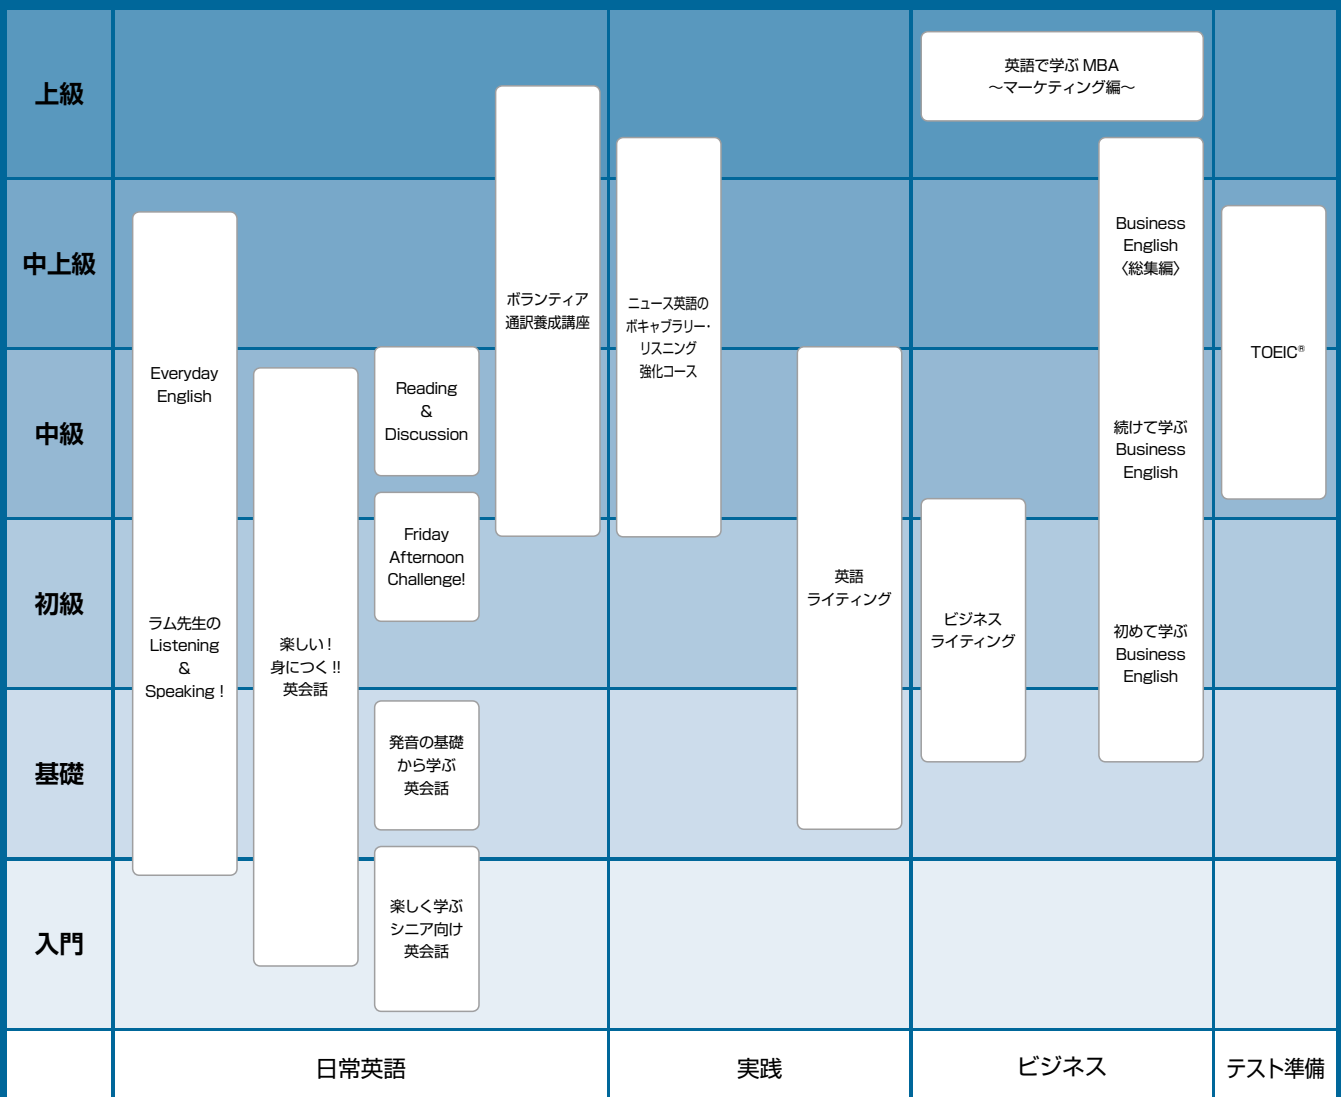 上級
英語で学ぶ MBA
〜マーケティング編〜
中上級
Business
English
〈総集編〉
ボランティア
通訳養成講座
ニュース英語の
ボキャブラリー・
リスニング
強化コース
TOEIC®
中級
Everyday
English
Reading
&
Discussion
続けて学ぶ
Business
English
Friday
Afternoon
Challenge!
初級
ラム先生の
Listening
&
Speaking !
楽しい !
身につく !!
英会話
英語
ライティング
ビジネス
ライティング
初めて学ぶ
Business
English
基礎
発音の基礎
から学ぶ
英会話
入門
楽しく学ぶ
シニア向け
英会話
日常英語
実践
ビジネス
テスト準備